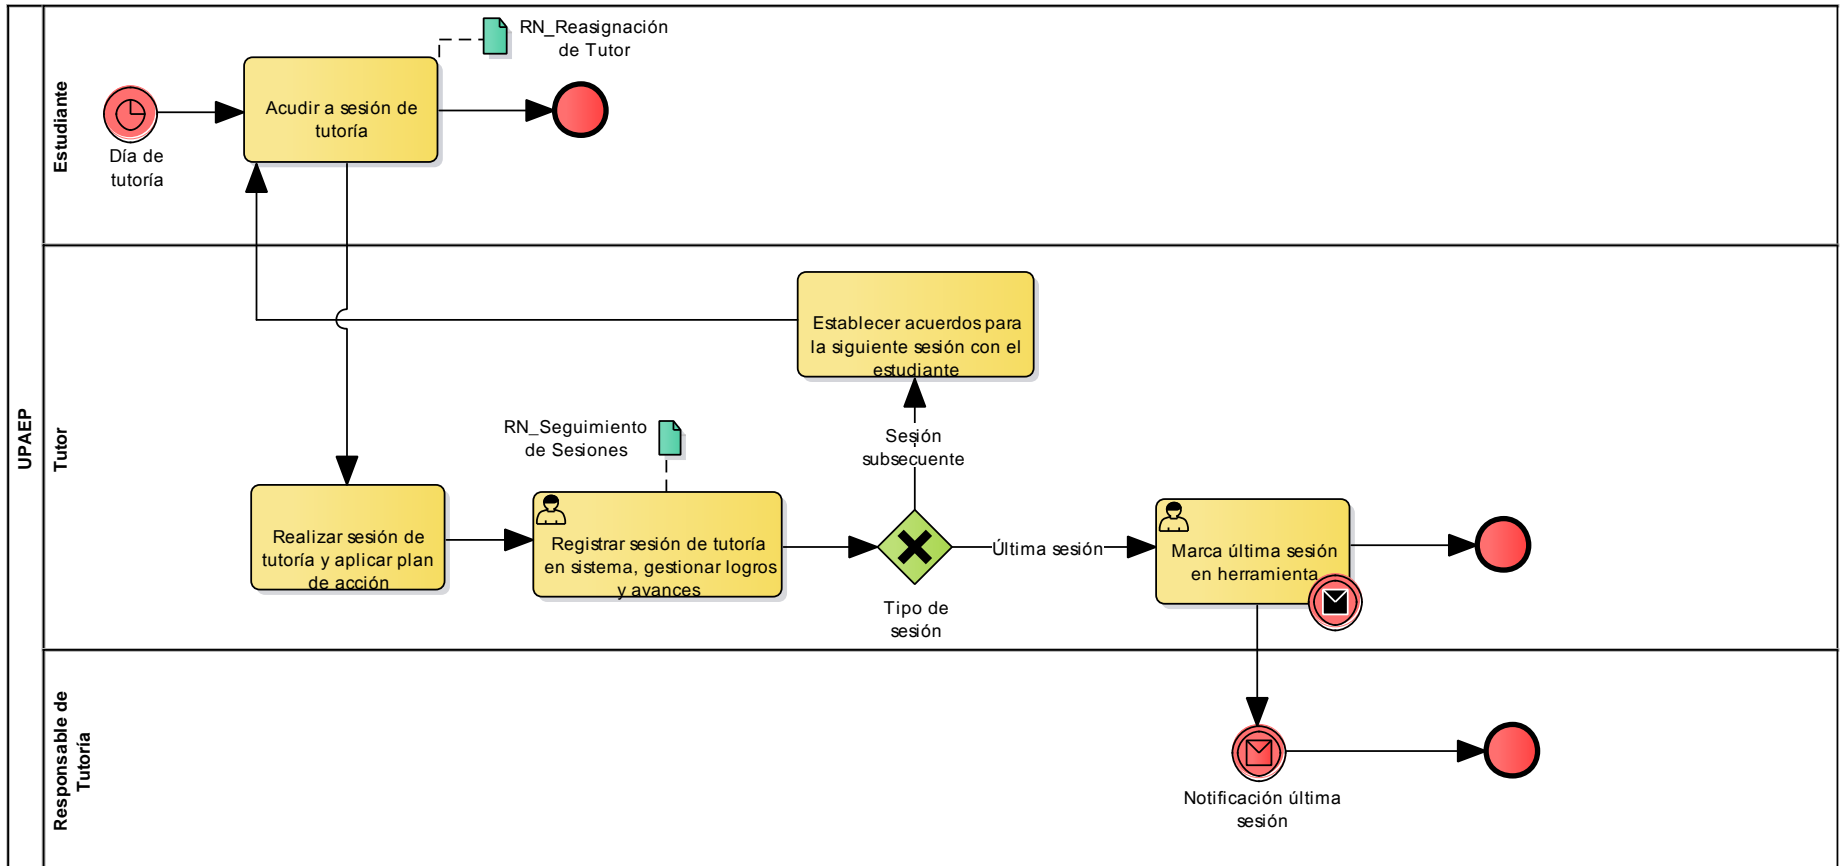 UPAEP
Estudiante
RN_Reasignación
de Tutor
Acudir a sesión de
tutoría
Día de
tutoría
Tutor
Establecer acuerdos para
la siguiente sesión con el
estudiante
RN_Seguimiento
de Sesiones
Sesión
subsecuente
Realizar sesión de
tutoría y aplicar plan
de acción
Registrar sesión de tutoría
en sistema, gestionar logros
y avances
Última sesión
Tipo de
sesión
Marca última sesión
en herramienta
Responsable de
Tutoría
Notificación última
sesión